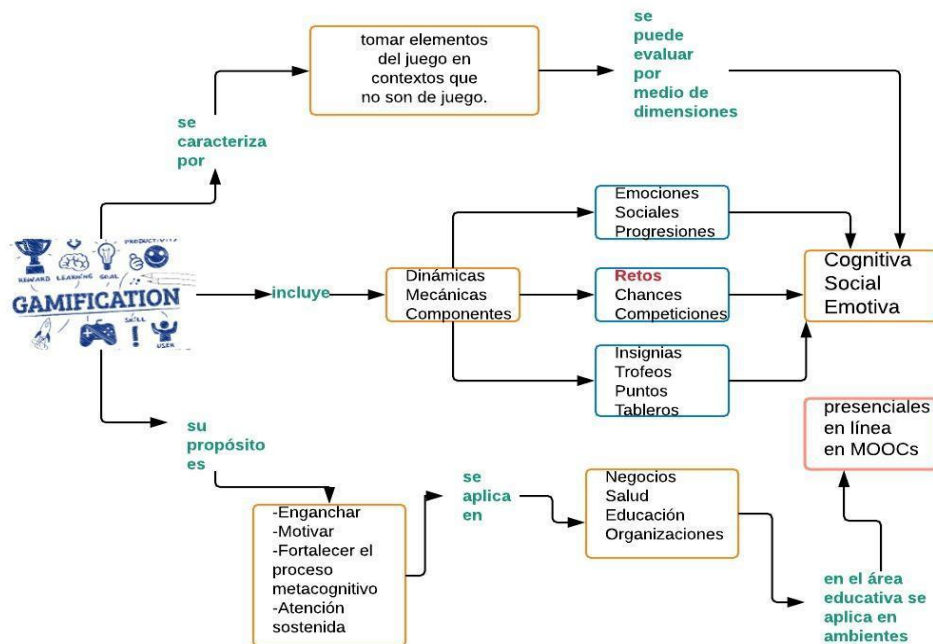 tomar elementos
del juego en
contextos que
no son de juego.
se
puede
evaluar
por
medio de
dimensiones
se
caracteriza
por
Emociones
Sociales
Progresiones
REWARD LEARNING GOAL
GAMIFICATION
SKILL
USER
incluye
Dinámicas
Mecánicas
Componentes
Retos
Chances
Competiciones
Cognitiva
Social
Emotiva
Insignias
Trofeos
Puntos
Tableros
presenciales
en línea
en MOOCs
su
propósito
es
-Enganchar
-Motivar
-Fortalecer el
proceso
metacognitivo
-Atención
sostenida
se
aplica
en
Negocios
Salud
Educación
Organizaciones
en el área
educativa se
aplica en
ambientes